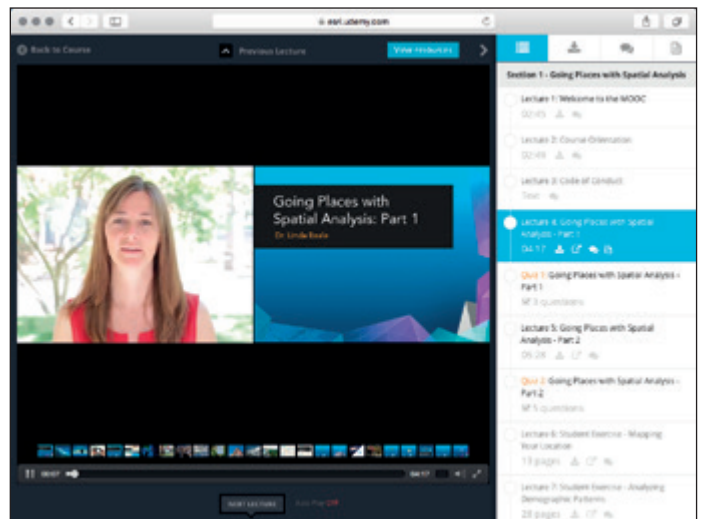 esri.udemy.com
Back to Course
Previous Lecture
View resources
Going Places with
Spatial Analysis: Part 1
Dr. Linda Beale
00:07
04:17
NEXT LECTURE
Auto Play OFF
Section 1 - Going Places with Spatial Analysis
Lecture 1: Welcome to the MOOC
02:45
Lecture 2: Course Orientation
02:49
Lecture 3: Code of Conduct
Text
Lecture 4: Going Places with Spatial
Analysis - Part 1
04:17
Quiz 1: Going Places with Spatial Analysis -
Part 1
3 questions
Lecture 5: Going Places with Spatial
Analysis - Part 2
06:28
Quiz 2: Going Places with Spatial Analysis -
Part 2
5 questions
Lecture 6: Student Exercise - Mapping
Your Location
13 pages
Lecture 7: Student Exercise - Analyzing
Demographic Patterns
28 pages